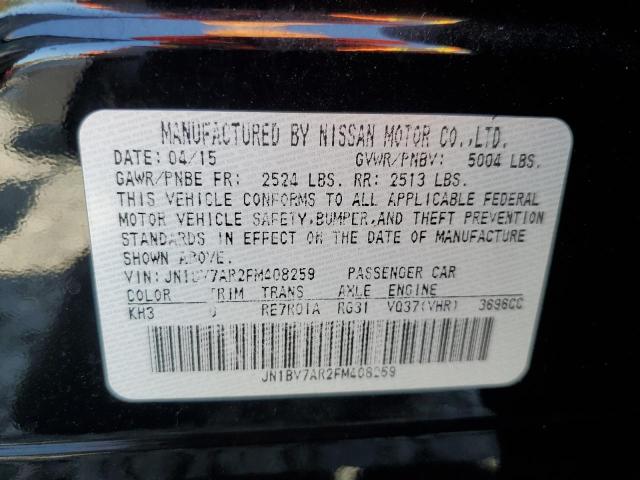 MANUFACTURED BY NISSAN MOTOR CO.,LTD.
DATE: 04/15 GVWR/PNBV: 5004 LBS.
GAWR/PNBE FR: 2524 LBS. RR: 2513 LBS.
THIS VEHICLE CONFORMS TO ALL APPLICABLE FEDERAL
MOTOR VEHICLE SAFETY,BUMPER,AND THEFT PREVENTION
STANDARDS IN EFFECT ON THE DATE OF MANUFACTURE
SHOWN ABOVE.
VIN: JN1BV7AR2FM408259 PASSENGER CAR
COLOR TRIM TRANS AXLE ENGINE
KH3 RE7R01A RG31 VQ37(VHR) 3696CC
JN1BV7AR2FM408259